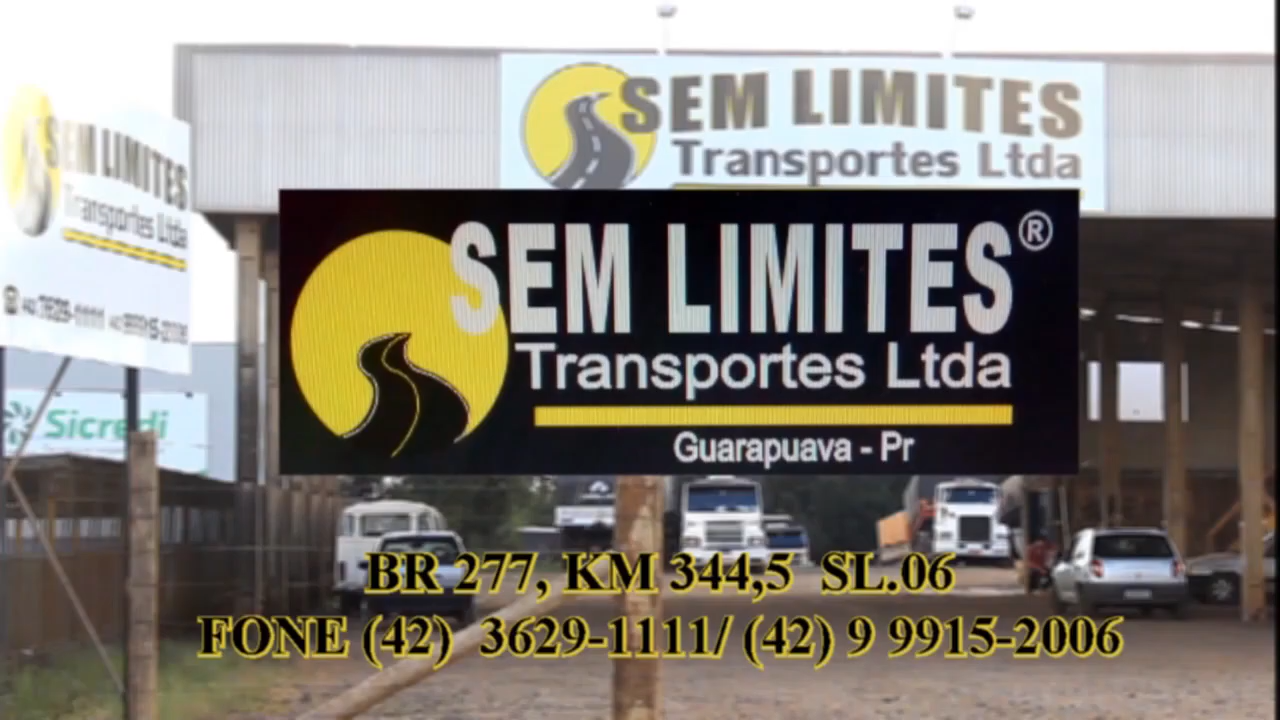 SEM LIMITES
Transportes Ltda
SEM LIMITES
Transportes Ltda
Sicredi
SEM LIMITES®
Transportes Ltda
Guarapuava - Pr
BR 277, KM 344,5 SL.06
FONE (42) 3629-1111/ (42) 9 9915-2006